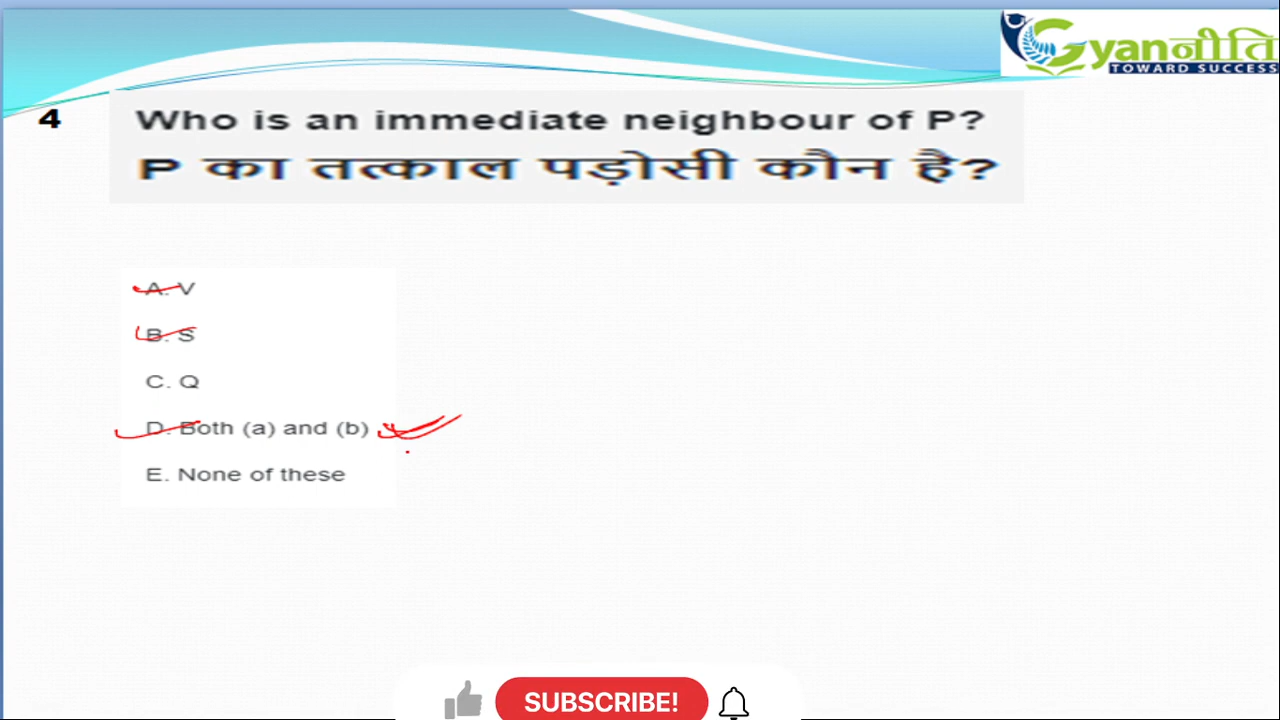 Gyanनीति
TOWARD SUCCESS
4
Who is an immediate neighbour of P?
P का तत्काल पड़ोसी कौन है?
A. V
B. S
C. Q
D. Both (a) and (b)
E. None of these
SUBSCRIBE!